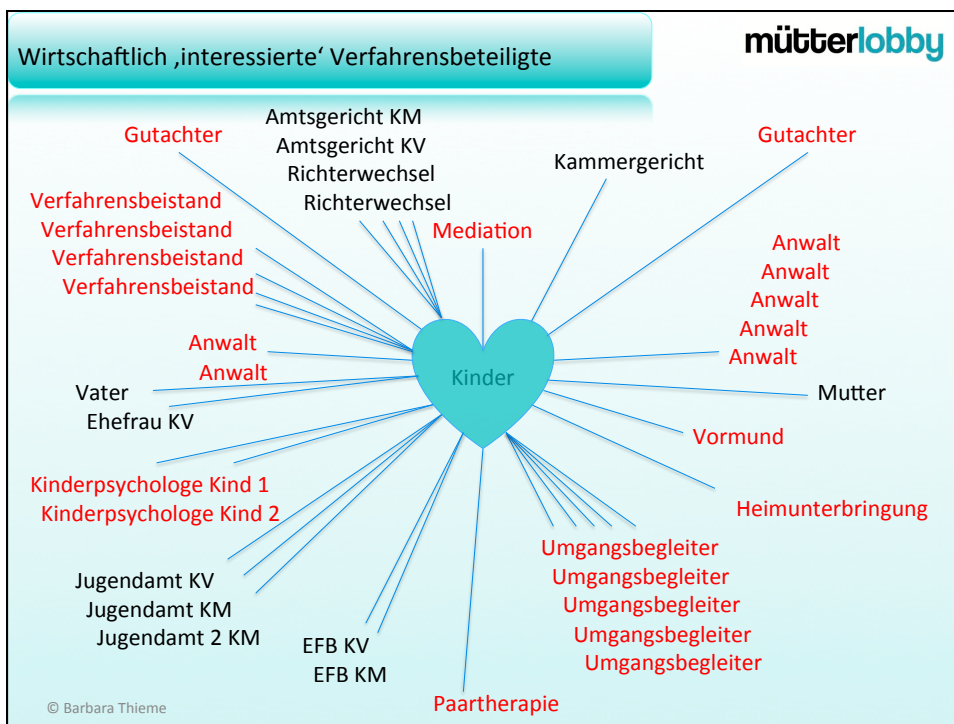 Wirtschaftlich ‚interessierte‘ Verfahrensbeteiligte
mütterlobby
Amtsgericht KM
Amtsgericht KV
Richterwechsel
Richterwechsel
Gutachter
Kammergericht
Gutachter
Mediation
Verfahrensbeistand
Verfahrensbeistand
Verfahrensbeistand
Verfahrensbeistand
Anwalt
Anwalt
Anwalt
Anwalt
Anwalt
Anwalt
Anwalt
Kinder
Vater
Ehefrau KV
Mutter
Vormund
Kinderpsychologe Kind 1
Kinderpsychologe Kind 2
Heimunterbringung
Umgangsbegleiter
Umgangsbegleiter
Umgangsbegleiter
Umgangsbegleiter
Umgangsbegleiter
Jugendamt KV
Jugendamt KM
Jugendamt 2 KM
EFB KV
EFB KM
Paartherapie
© Barbara Thieme